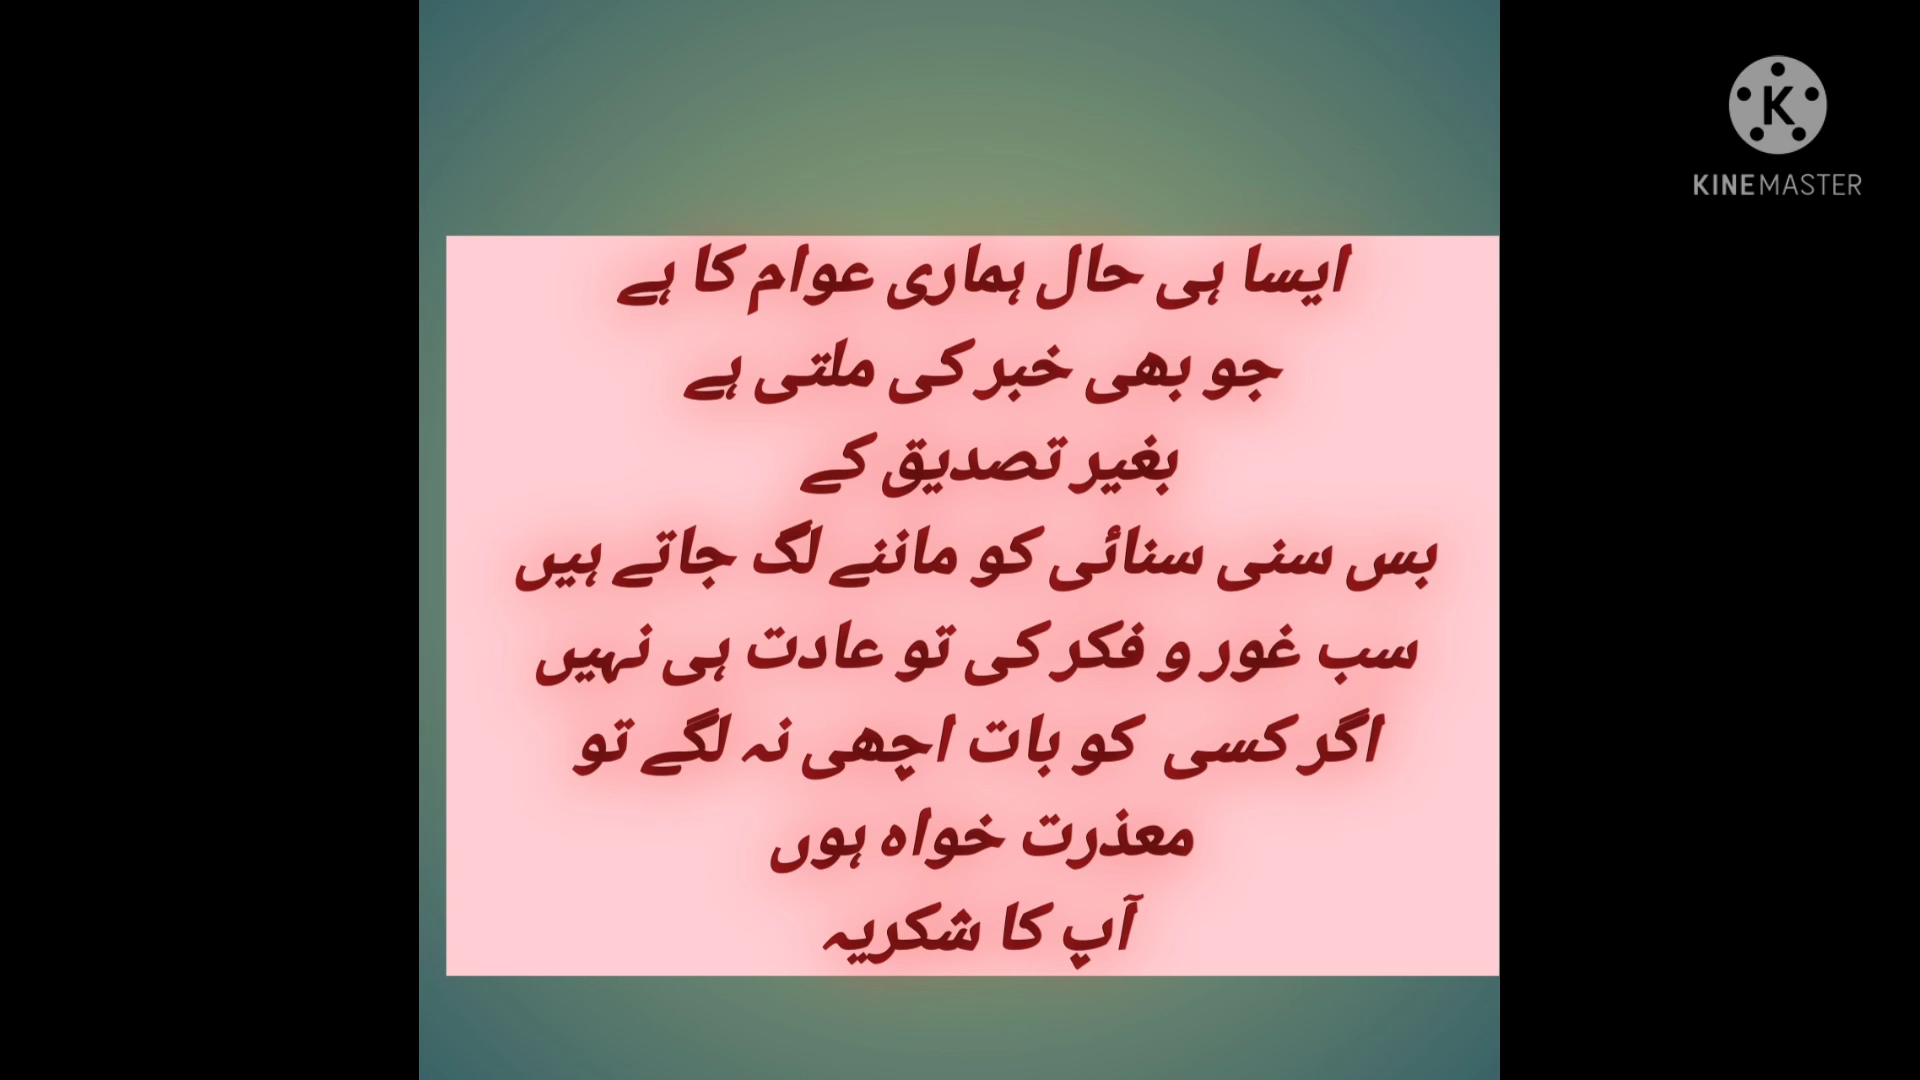 ایسا ہی حال ہماری عوام کا ہے
جو بھی خبر کی ملتی ہے
بغیر تصدیق کے
بس سنی سنائی کو ماننے لگ جاتے ہیں
سب غور و فکر کی تو عادت ہی نہیں
اگر کسی کو بات اچھی نہ لگے تو
معذرت خواہ ہوں
آپ کا شکریہ
K
KINEMASTER